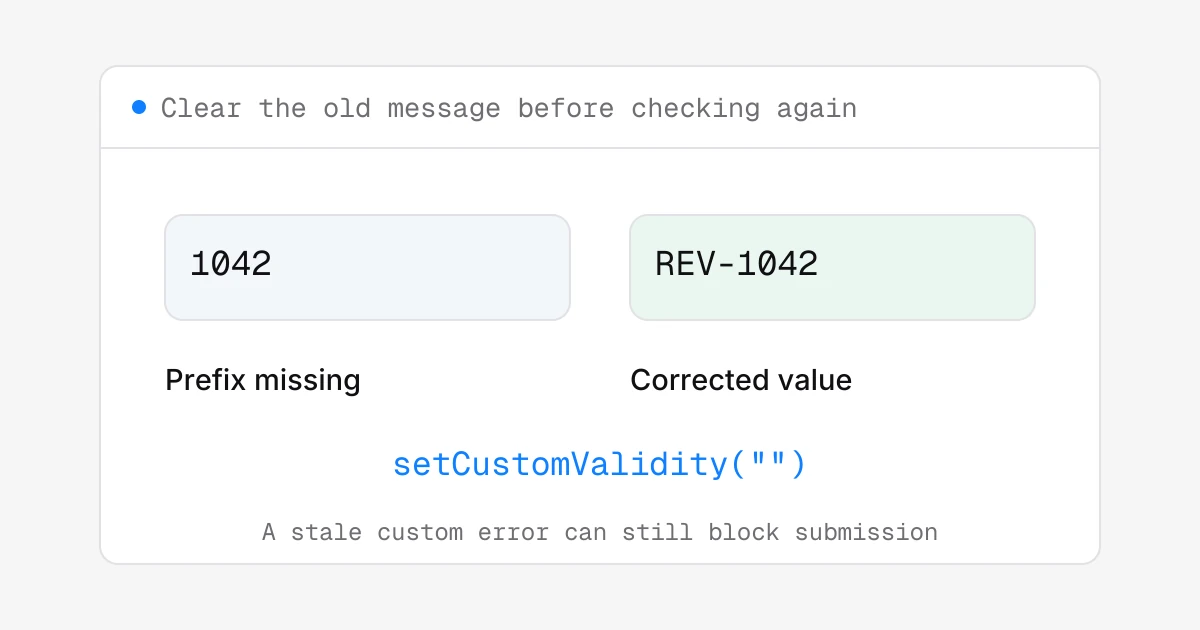 Clear the old message before checking again
1042
REV-1042
Prefix missing
Corrected value
setCustomValidity("")
A stale custom error can still block submission